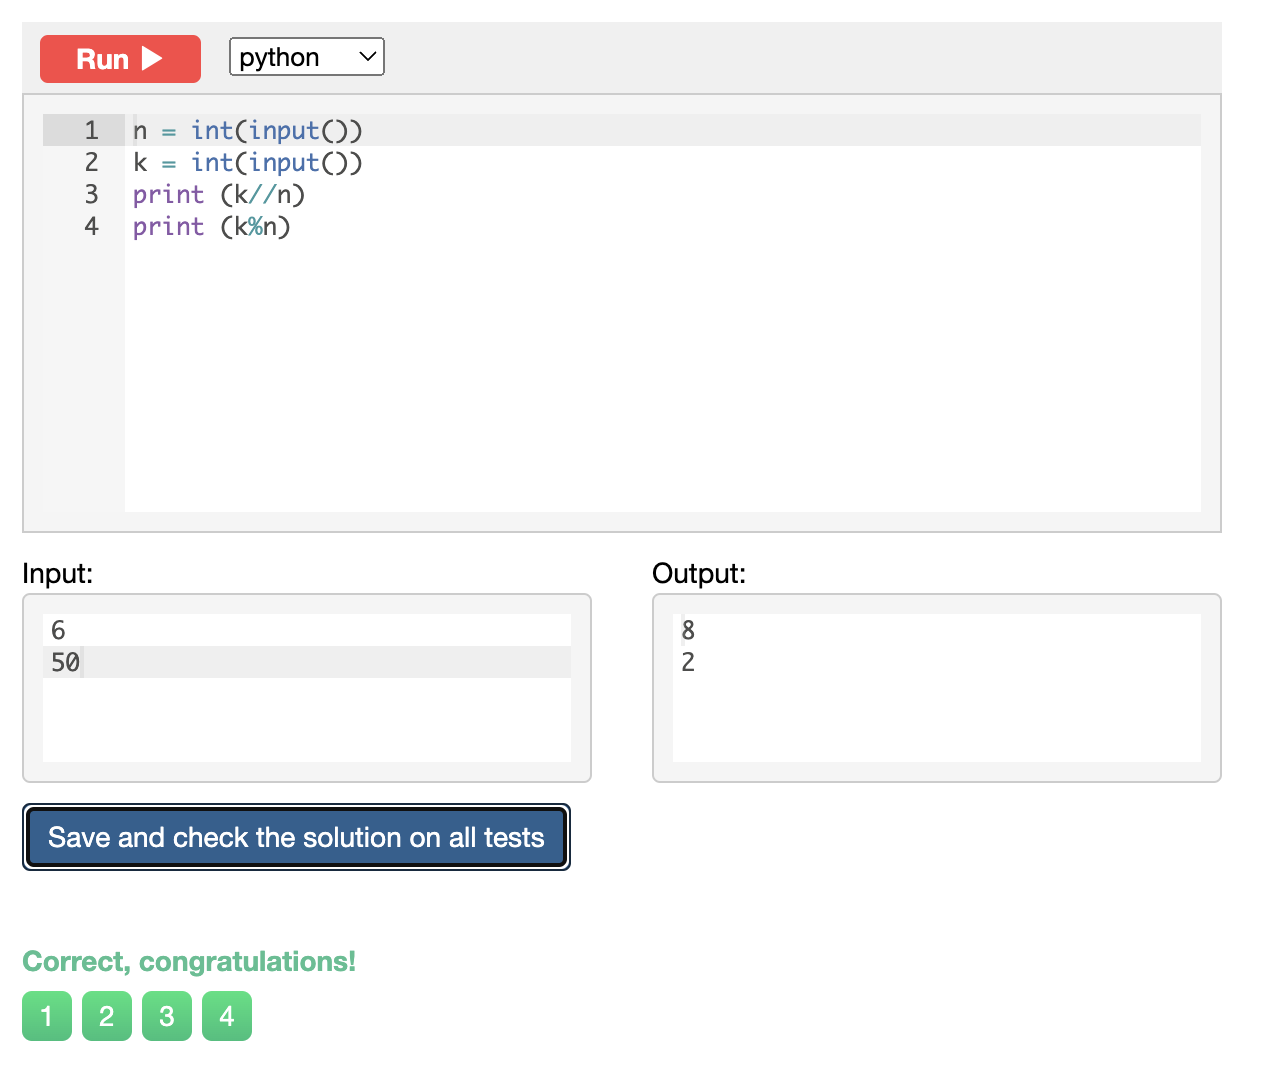 Run
python
1 n = int(input())
2 k = int(input())
3 print (k//n)
4 print (k%n)
Input:
6
50
Output:
8
2
Save and check the solution on all tests
Correct, congratulations!
1 2 3 4